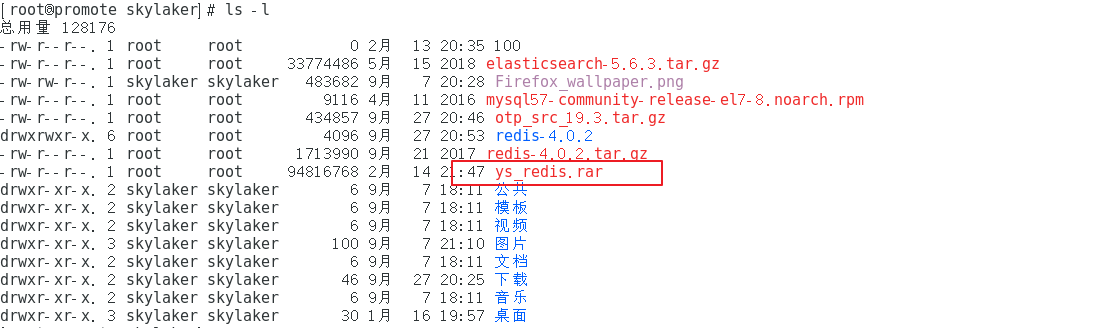 [root@promote skylaker]# ls -l
总用量 128176
-rw-r--r--. 1 root     root            0 2月  13 20:35 100
-rw-r--r--. 1 root     root     33774486 5月  15 2018 elasticsearch-5.6.3.tar.gz
-rw-rw-r--. 1 skylaker skylaker   483682 9月   7 20:28 Firefox_wallpaper.png
-rw-r--r--. 1 root     root         9116 4月  11 2016 mysql57-community-release-el7-8.noarch.rpm
-rw-r--r--. 1 root     root       434857 9月  27 20:46 otp_src_19.3.tar.gz
drwxrwxr-x. 6 root     root         4096 9月  27 20:53 redis-4.0.2
-rw-r--r--. 1 root     root      1713990 9月  21 2017 redis-4.0.2.tar.gz
-rw-r--r--. 1 root     root     94816768 2月  14 21:47 ys_redis.rar
drwxr-xr-x. 2 skylaker skylaker        6 9月   7 18:11 公共
drwxr-xr-x. 2 skylaker skylaker        6 9月   7 18:11 模板
drwxr-xr-x. 2 skylaker skylaker        6 9月   7 18:11 视频
drwxr-xr-x. 3 skylaker skylaker      100 9月   7 21:10 图片
drwxr-xr-x. 2 skylaker skylaker        6 9月   7 18:11 文档
drwxr-xr-x. 2 skylaker skylaker       46 9月  27 20:25 下载
drwxr-xr-x. 2 skylaker skylaker        6 9月   7 18:11 音乐
drwxr-xr-x. 3 skylaker skylaker       30 1月  16 19:57 桌面